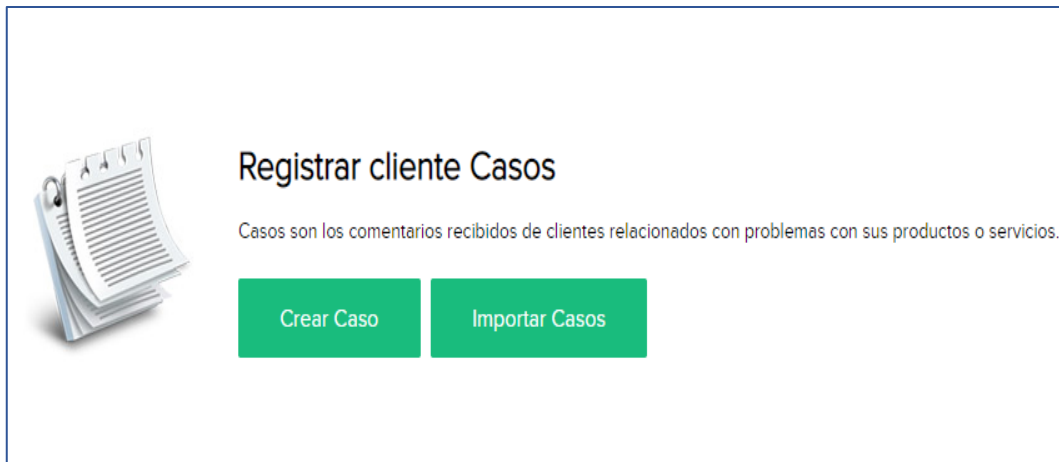 Registrar cliente Casos
Casos son los comentarios recibidos de clientes relacionados con problemas con sus productos o servicios.
Crear Caso
Importar Casos